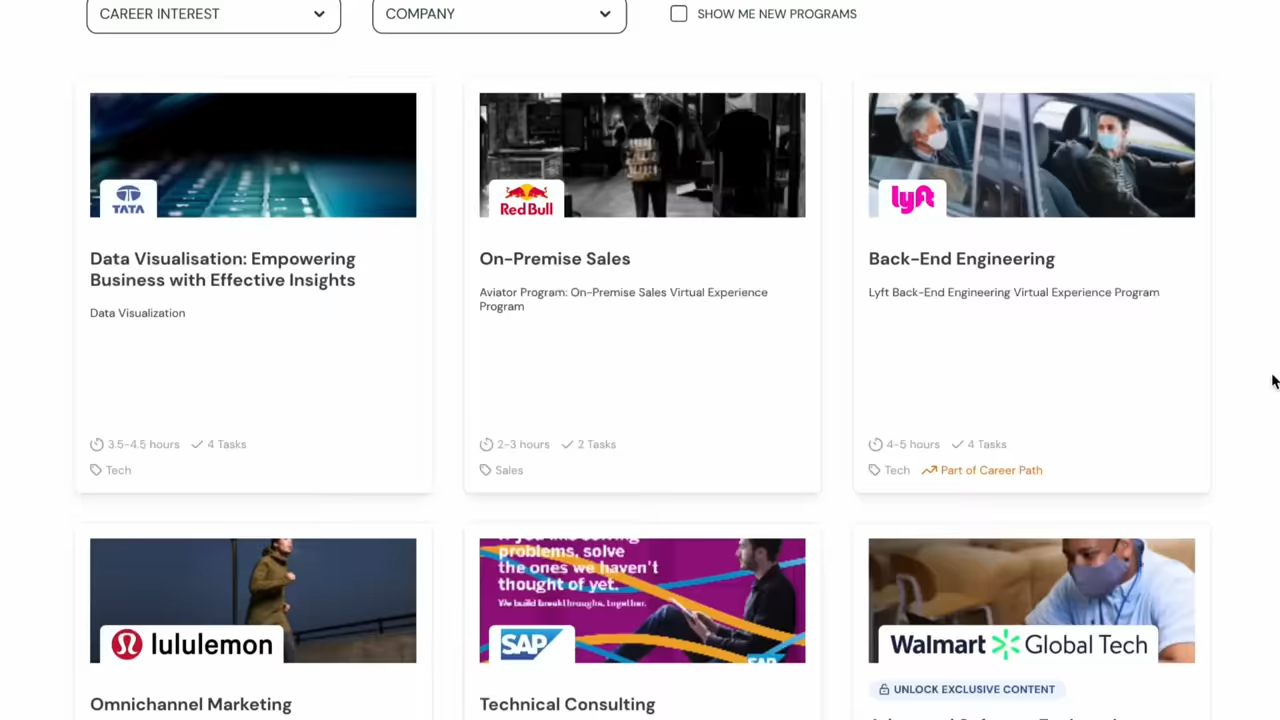 CAREER INTEREST
COMPANY
SHOW ME NEW PROGRAMS
TATA
Red Bull
lyft
Data Visualisation: Empowering
Business with Effective Insights
Data Visualization
On-Premise Sales
Aviator Program: On-Premise Sales Virtual Experience
Program
Back-End Engineering
Lyft Back-End Engineering Virtual Experience Program
3.5-4.5 hours
4 Tasks
Tech
2-3 hours
2 Tasks
Sales
4-5 hours
4 Tasks
Tech
Part of Career Path
lululemon
problems, solve
the ones we haven't
thought of yet.
We build breakthroughs, together.
SAP
SAP
Walmart Global Tech
UNLOCK EXCLUSIVE CONTENT
Omnichannel Marketing
Technical Consulting